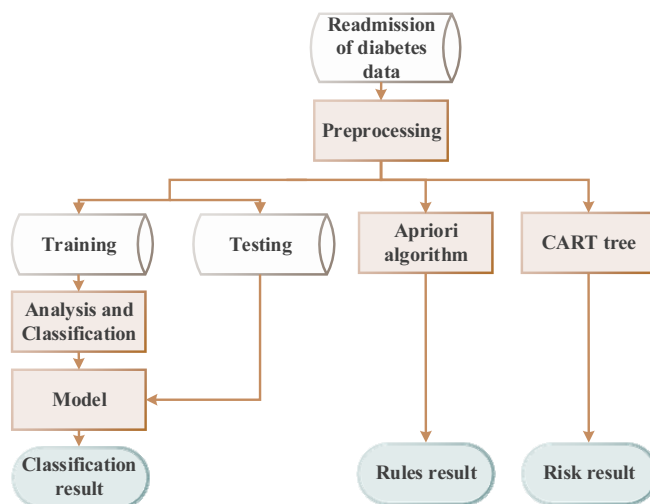 Readmission
of diabetes
data
Preprocessing
Training
Testing
Apriori
algorithm
CART tree
Analysis and
Classification
Model
Classification
result
Rules result
Risk result